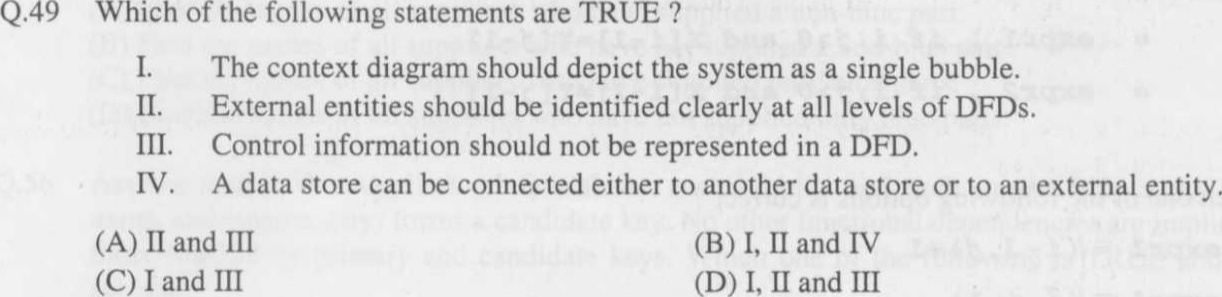 Q.49 Which of the following statements are TRUE ?
I. The context diagram should depict the system as a single bubble.
II. External entities should be identified clearly at all levels of DFDs.
III. Control information should not be represented in a DFD.
IV. A data store can be connected either to another data store or to an external entity.
(A) II and III (B) I, II and IV
(C) I and III (D) I, II and III